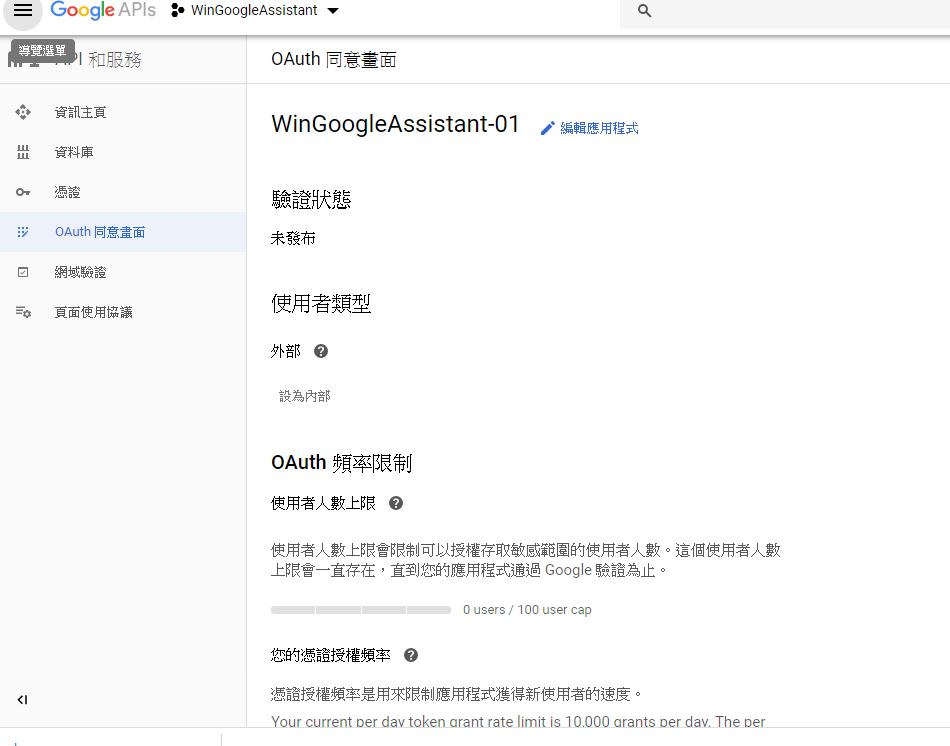 Google APIs WinGoogleAssistant
導覽選單
API 和服務
OAuth 同意畫面
資訊主頁
資料庫
憑證
OAuth 同意畫面
網域驗證
頁面使用協議
WinGoogleAssistant-01 編輯應用程式
驗證狀態
未發布
使用者類型
外部
設為內部
OAuth 頻率限制
使用者人數上限
使用者人數上限會限制可以授權存取敏感範圍的使用者人數。這個使用者人數
上限會一直存在，直到您的應用程式通過 Google 驗證為止。
0 users / 100 user cap
您的憑證授權頻率
憑證授權頻率是用來限制應用程式獲得新使用者的速度。
Your current per day token grant rate limit is 10,000 grants per day. The per